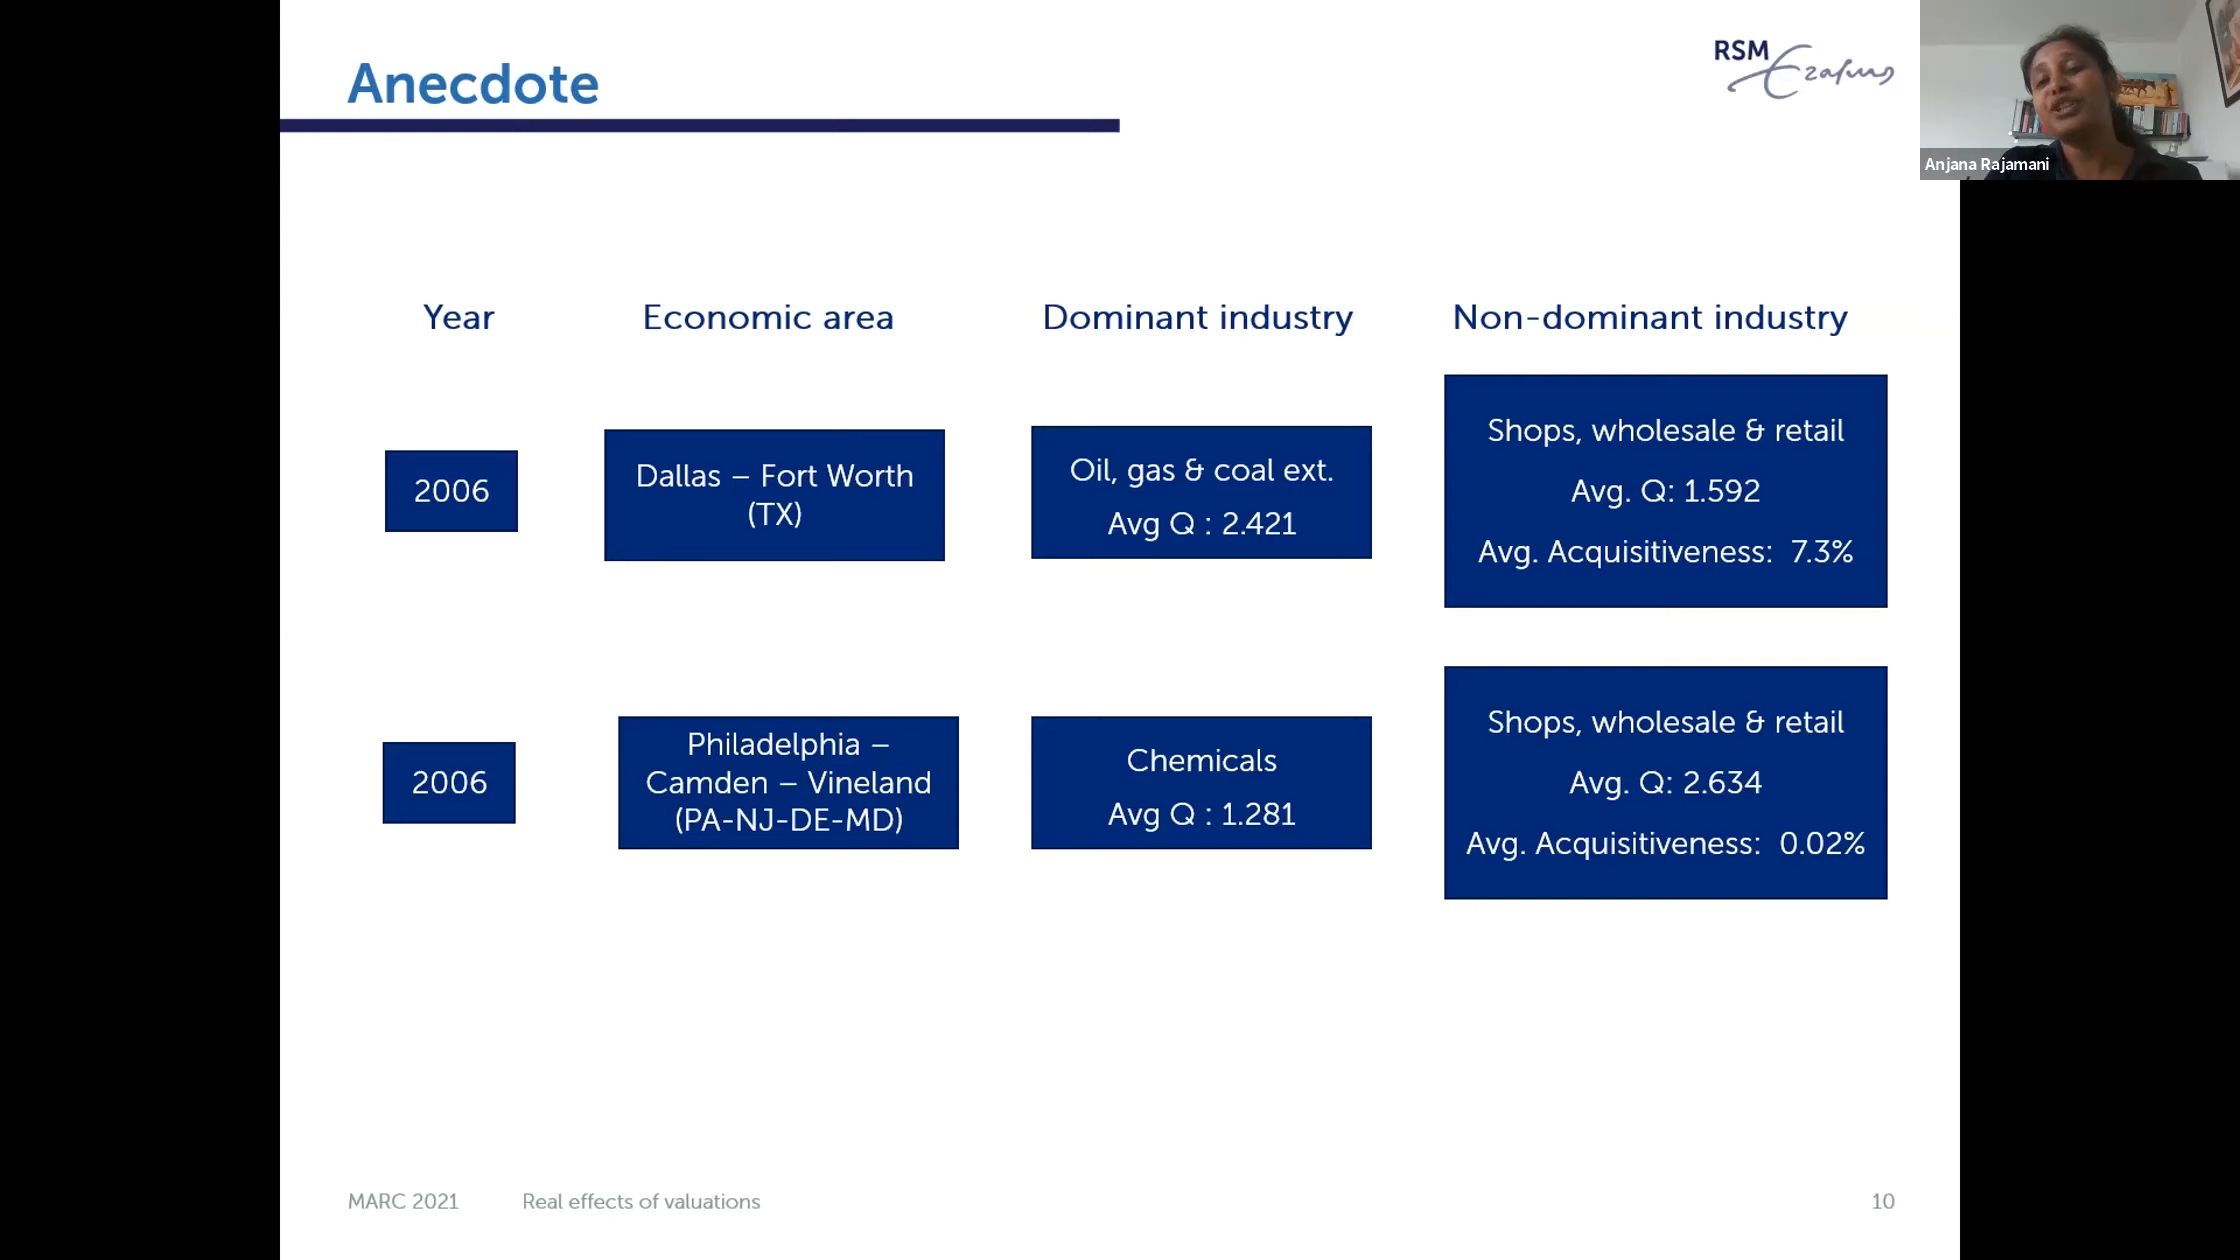 Anecdote
RSM
Erasmus
Anjana Rajamani
Year
Economic area
Dominant industry
Non-dominant industry
2006
Dallas – Fort Worth
(TX)
Oil, gas & coal ext.
Avg Q : 2.421
Shops, wholesale & retail
Avg. Q: 1.592
Avg. Acquisitiveness: 7.3%
2006
Philadelphia –
Camden – Vineland
(PA-NJ-DE-MD)
Chemicals
Avg Q : 1.281
Shops, wholesale & retail
Avg. Q: 2.634
Avg. Acquisitiveness: 0.02%
MARC 2021
Real effects of valuations
10